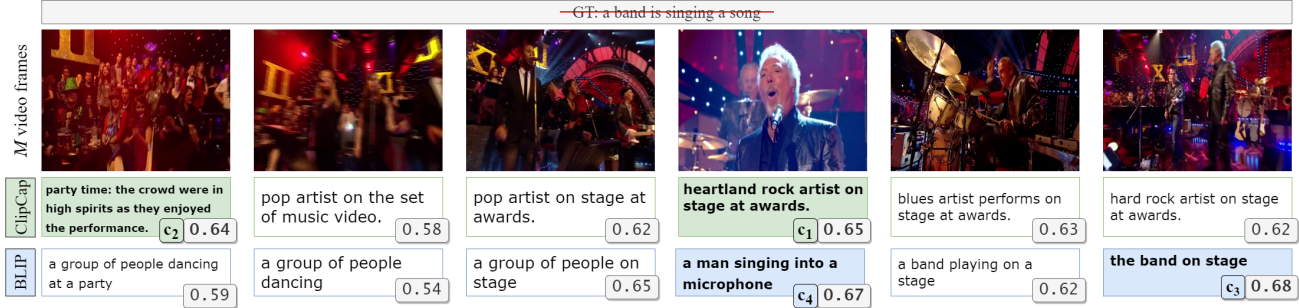 GT: a band is singing a song
M video frames
ClipCap
party time: the crowd were in
high spirits as they enjoyed
the performance.
c2 0.64
pop artist on the set
of music video.
0.58
pop artist on stage at
awards.
0.62
heartland rock artist on
stage at awards.
c1 0.65
blues artist performs on
stage at awards.
0.63
hard rock artist on stage
at awards.
0.62
BLIP
a group of people dancing
at a party
0.59
a group of people
dancing
0.54
a group of people on
stage
0.65
a man singing into a
microphone
c4 0.67
a band playing on a
stage
0.62
the band on stage
c3 0.68